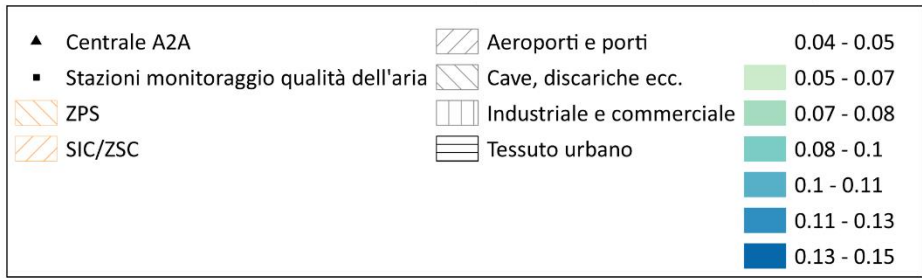 Centrale A2A
Stazioni monitoraggio qualità dell'aria
ZPS
SIC/ZSC
Aeroporti e porti
Cave, discariche ecc.
Industriale e commerciale
Tessuto urbano
0.04 - 0.05
0.05 - 0.07
0.07 - 0.08
0.08 - 0.1
0.1 - 0.11
0.11 - 0.13
0.13 - 0.15